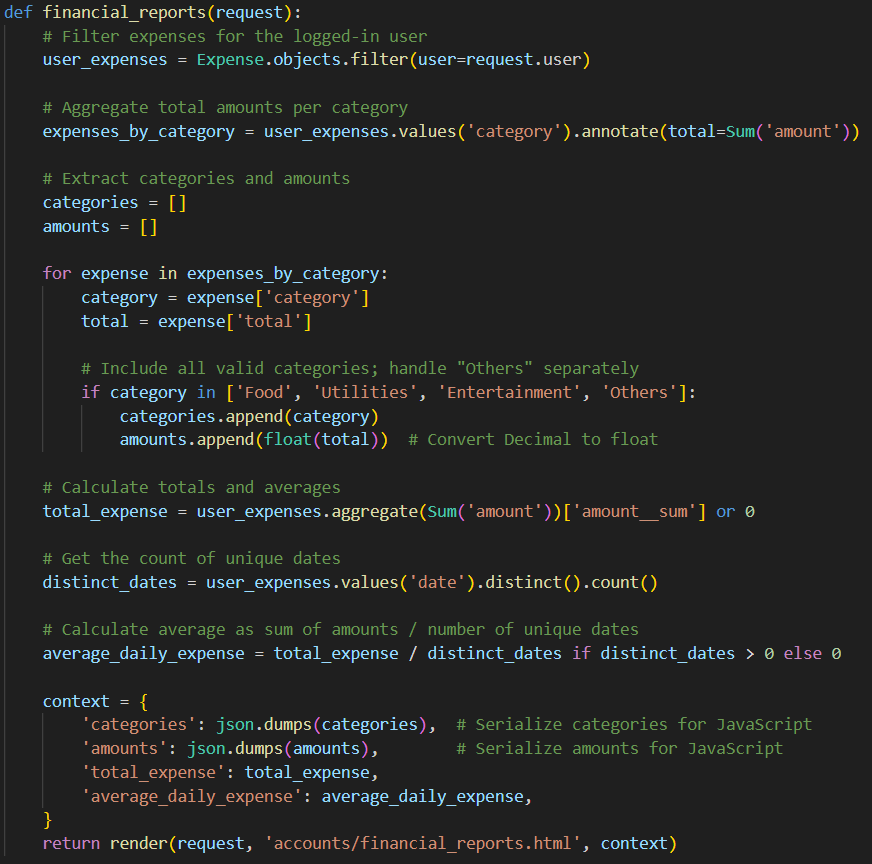 def financial_reports(request):
    # Filter expenses for the logged-in user
    user_expenses = Expense.objects.filter(user=request.user)

    # Aggregate total amounts per category
    expenses_by_category = user_expenses.values('category').annotate(total=Sum('amount'))

    # Extract categories and amounts
    categories = []
    amounts = []

    for expense in expenses_by_category:
        category = expense['category']
        total = expense['total']

        # Include all valid categories; handle "Others" separately
        if category in ['Food', 'Utilities', 'Entertainment', 'Others']:
            categories.append(category)
            amounts.append(float(total))  # Convert Decimal to float

    # Calculate totals and averages
    total_expense = user_expenses.aggregate(Sum('amount'))['amount__sum'] or 0

    # Get the count of unique dates
    distinct_dates = user_expenses.values('date').distinct().count()

    # Calculate average as sum of amounts / number of unique dates
    average_daily_expense = total_expense / distinct_dates if distinct_dates > 0 else 0

    context = {
        'categories': json.dumps(categories),  # Serialize categories for JavaScript
        'amounts': json.dumps(amounts),        # Serialize amounts for JavaScript
        'total_expense': total_expense,
        'average_daily_expense': average_daily_expense,
    }
    return render(request, 'accounts/financial_reports.html', context)